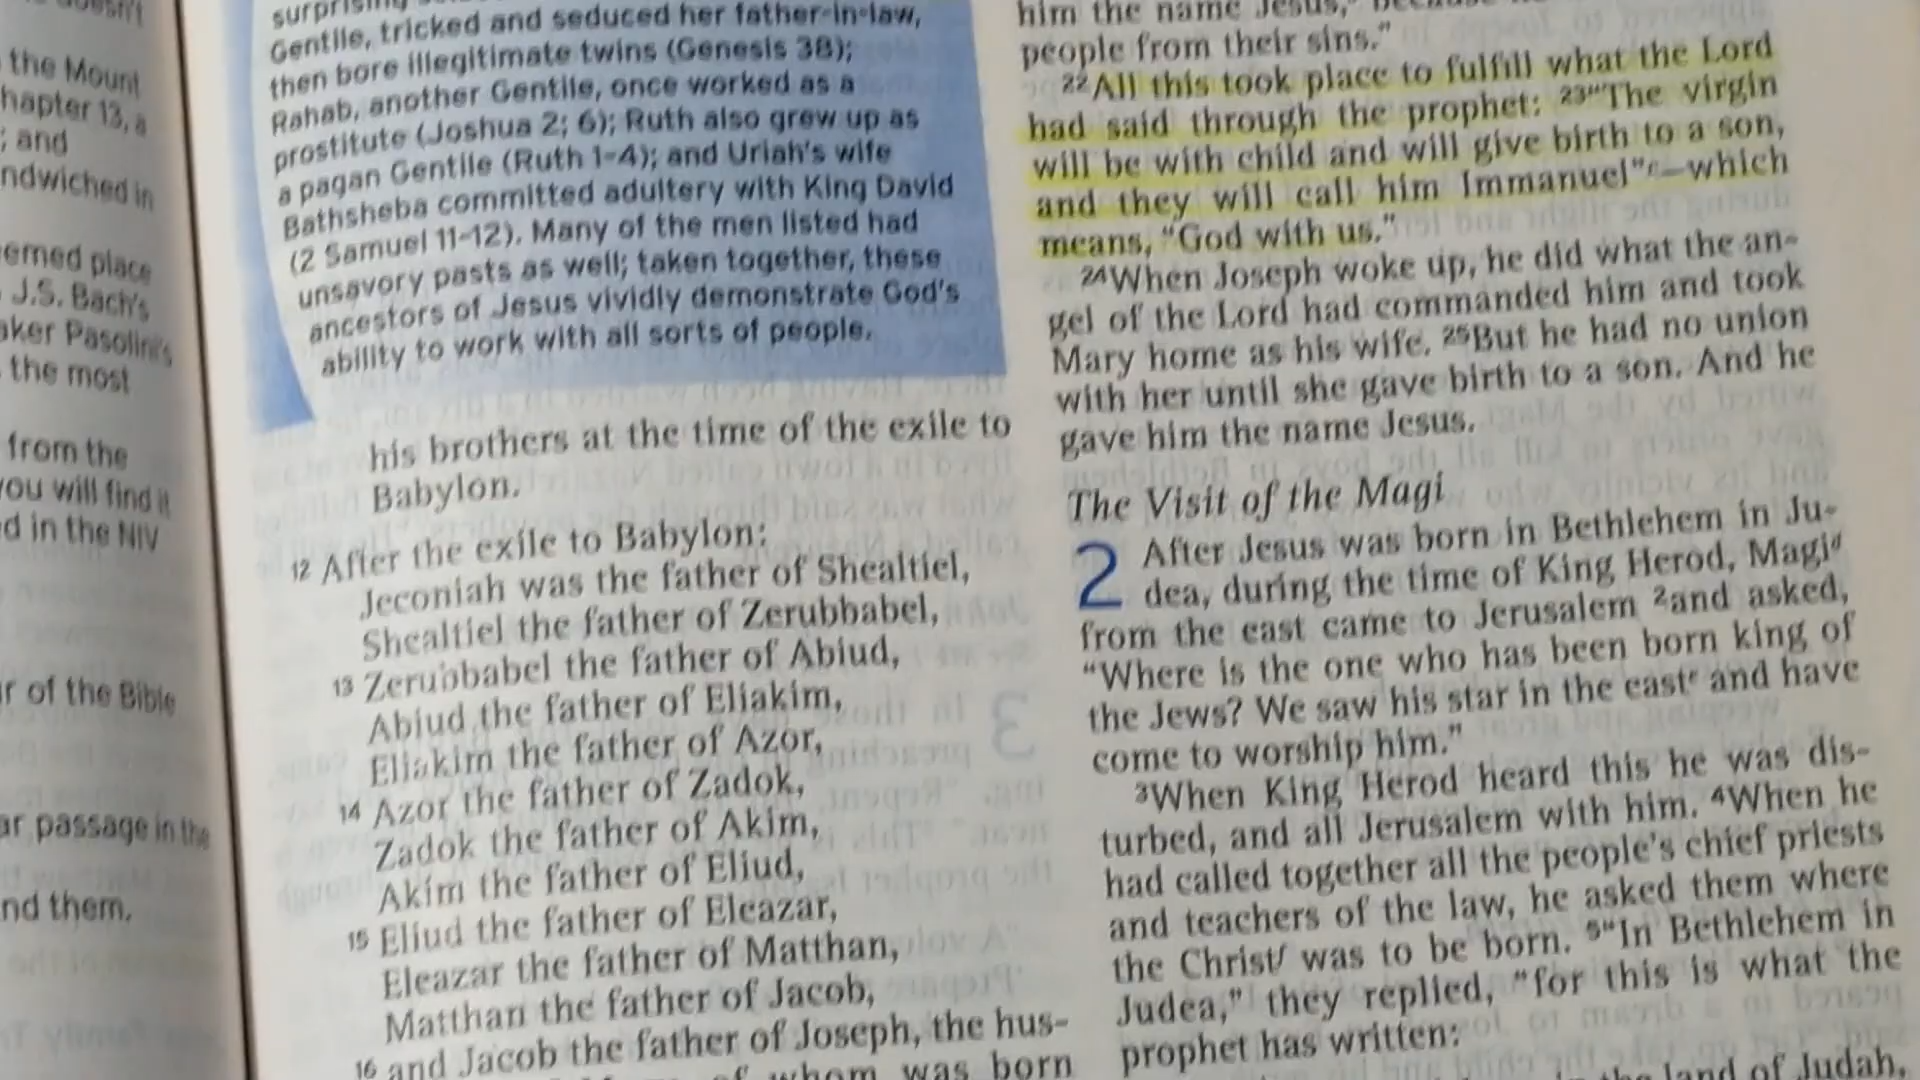 the Mount
hapter 13, a
; and
ndwiched in
emed place
J.S. Bach's
aker Pasolini's
the most
from the
you will find it
d in the NIV
r of the Bible
ar passage in the
nd them.
Gentile, tricked and seduced her father-in-law,
then bore illegitimate twins (Genesis 38);
Rahab, another Gentile, once worked as a
prostitute (Joshua 2; 6); Ruth also grew up as
a pagan Gentile (Ruth 1-4); and Uriah's wife
Bathsheba committed adultery with King David
(2 Samuel 11-12). Many of the men listed had
unsavory pasts as well; taken together, these
ancestors of Jesus vividly demonstrate God's
ability to work with all sorts of people.
his brothers at the time of the exile to
Babylon.
12 After the exile to Babylon:
Jeconiah was the father of Shealtiel,
Shealtiel the father of Zerubbabel,
13 Zerubbabel the father of Abiud,
Abiud the father of Eliakim,
Eliakim the father of Azor,
14 Azor the father of Zadok,
Zadok the father of Akim,
Akim the father of Eliud,
15 Eliud the father of Eleazar,
Eleazar the father of Matthan,
Matthan the father of Jacob,
16 and Jacob the father of Joseph, the hus-
of whom was born
him the name Jesus,
people from their sins."
22All this took place to fulfill what the Lord
had said through the prophet: 23"The virgin
will be with child and will give birth to a son,
and they will call him Immanuel"c—which
means, "God with us."
24When Joseph woke up, he did what the an-
gel of the Lord had commanded him and took
Mary home as his wife. 25But he had no union
with her until she gave birth to a son. And he
gave him the name Jesus.
The Visit of the Magi
2 After Jesus was born in Bethlehem in Ju-
dea, during the time of King Herod, Magid
from the east came to Jerusalem 2and asked,
"Where is the one who has been born king of
the Jews? We saw his star in the easte and have
come to worship him."
3When King Herod heard this he was dis-
turbed, and all Jerusalem with him. 4When he
had called together all the people's chief priests
and teachers of the law, he asked them where
the Christf was to be born. 5"In Bethlehem in
Judea," they replied, "for this is what the
prophet has written:
land of Judah,